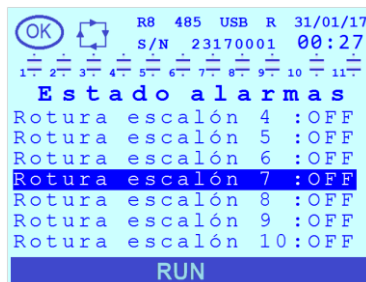 OK R8 485 USB R 31/01/17
S/N 23170001 00:27
1 2 3 4 5 6 7 8 9 10 11
Estado alarmas
Rotura escalón 4 :OFF
Rotura escalón 5 :OFF
Rotura escalón 6 :OFF
Rotura escalón 7 :OFF
Rotura escalón 8 :OFF
Rotura escalón 9 :OFF
Rotura escalón 10:OFF
RUN